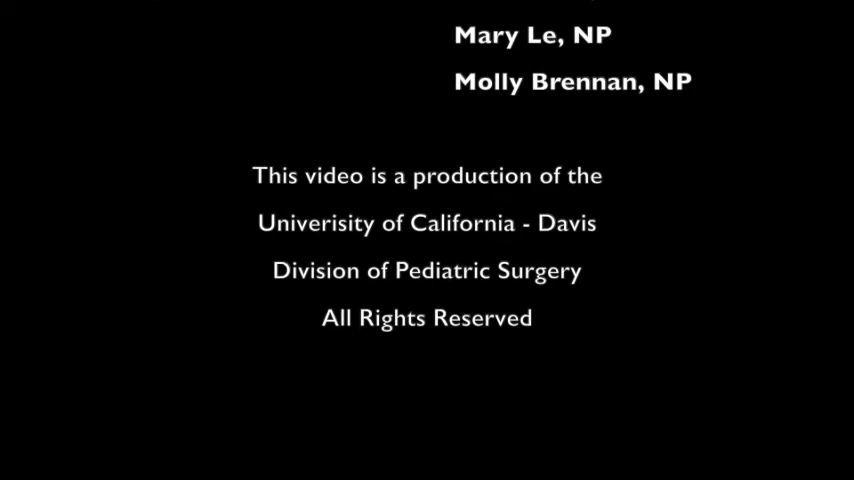 Mary Le, NP
Molly Brennan, NP
This video is a production of the
Univerisity of California - Davis
Division of Pediatric Surgery
All Rights Reserved